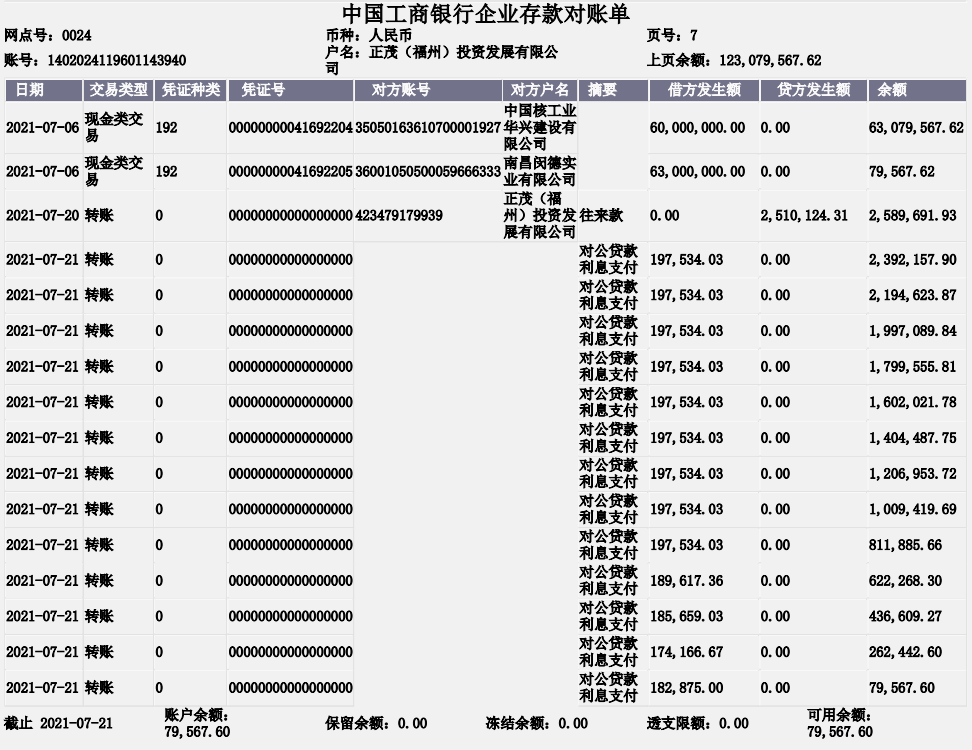 中国工商银行企业存款对账单
网点号：0024 币种：人民币 页号：7
账号：1402024119601143940 户名：正茂（福州）投资发展有限公司 上页余额：123,079,567.62
日期 交易类型 凭证种类 凭证号 对方账号 对方户名 摘要 借方发生额 贷方发生额 余额
2021-07-06 现金类交易 192 00000000041692204 35050163610700001927 中国核工业华兴建设有限公司 60,000,000.00 0.00 63,079,567.62
2021-07-06 现金类交易 192 00000000041692205 36001050500059666333 南昌闵德实业有限公司 63,000,000.00 0.00 79,567.62
2021-07-20 转账 0 00000000000000000 423479179939 正茂（福州）投资发展有限公司 往来款 0.00 2,510,124.31 2,589,691.93
2021-07-21 转账 0 00000000000000000 对公贷款利息支付 197,534.03 0.00 2,392,157.90
2021-07-21 转账 0 00000000000000000 对公贷款利息支付 197,534.03 0.00 2,194,623.87
2021-07-21 转账 0 00000000000000000 对公贷款利息支付 197,534.03 0.00 1,997,089.84
2021-07-21 转账 0 00000000000000000 对公贷款利息支付 197,534.03 0.00 1,799,555.81
2021-07-21 转账 0 00000000000000000 对公贷款利息支付 197,534.03 0.00 1,602,021.78
2021-07-21 转账 0 00000000000000000 对公贷款利息支付 197,534.03 0.00 1,404,487.75
2021-07-21 转账 0 00000000000000000 对公贷款利息支付 197,534.03 0.00 1,206,953.72
2021-07-21 转账 0 00000000000000000 对公贷款利息支付 197,534.03 0.00 1,009,419.69
2021-07-21 转账 0 00000000000000000 对公贷款利息支付 197,534.03 0.00 811,885.66
2021-07-21 转账 0 00000000000000000 对公贷款利息支付 189,617.36 0.00 622,268.30
2021-07-21 转账 0 00000000000000000 对公贷款利息支付 185,659.03 0.00 436,609.27
2021-07-21 转账 0 00000000000000000 对公贷款利息支付 174,166.67 0.00 262,442.60
2021-07-21 转账 0 00000000000000000 对公贷款利息支付 182,875.00 0.00 79,567.60
截止 2021-07-21 账户余额：79,567.60 保留余额：0.00 冻结余额：0.00 透支限额：0.00 可用余额：79,567.60